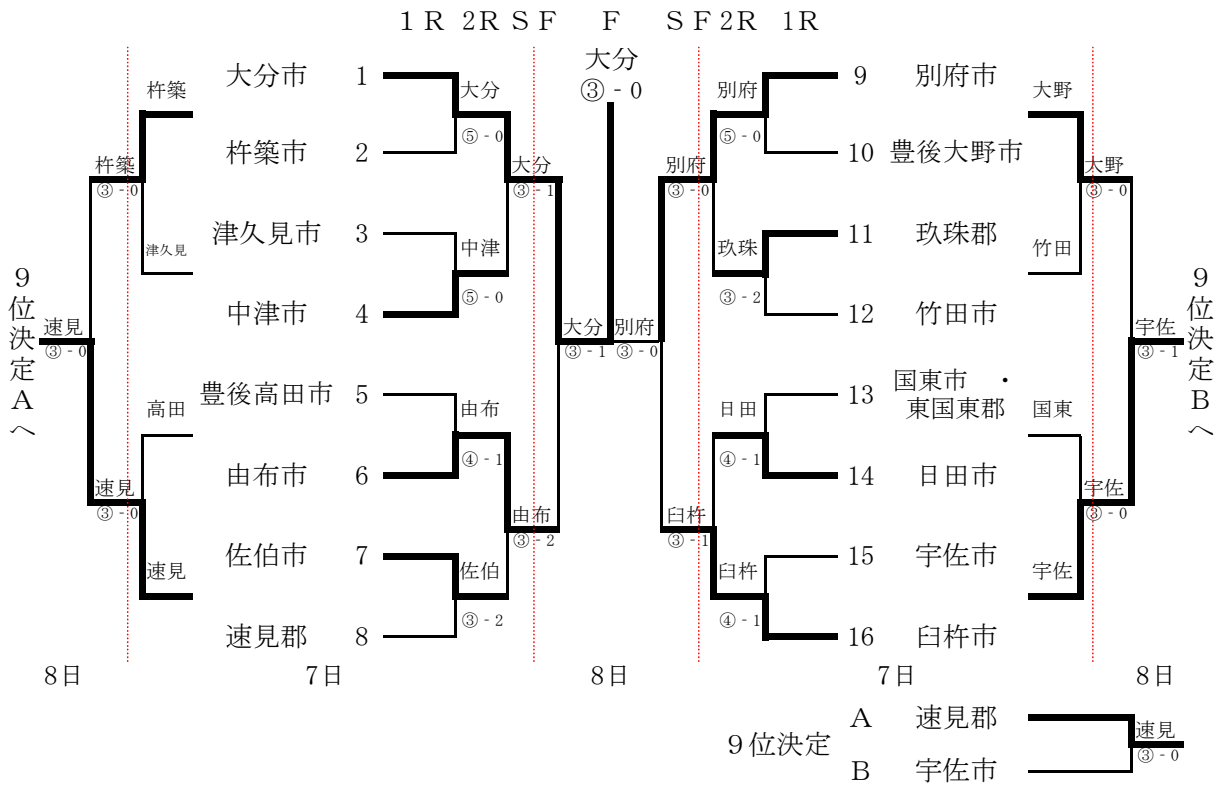 １Ｒ ２Ｒ ＳＦ Ｆ ＳＦ ２Ｒ １Ｒ
大分
③ - 0
大分市 1
杵築市 2
津久見市 3
中津市 4
豊後高田市 5
由布市 6
佐伯市 7
速見郡 8
大分
⑤ - 0
中津
⑤ - 0
由布
④ - 1
佐伯
③ - 2
大分
③ - 1
由布
③ - 2
大分
③ - 1
別府
③ - 0
別府
③ - 0
臼杵
③ - 1
別府
⑤ - 0
玖珠
③ - 2
日田
④ - 1
臼杵
④ - 1
9 別府市
10 豊後大野市
11 玖珠郡
12 竹田市
13 国東市 ・
東国東郡
14 日田市
15 宇佐市
16 臼杵市
杵築
津久見
高田
速見
杵築
③ - 0
速見
③ - 0
速見
③ - 0
９位決定Ａへ
大野
竹田
国東
宇佐
大野
③ - 0
宇佐
③ - 0
宇佐
③ - 1
９位決定Ｂへ
8日 7日 8日 7日 8日
９位決定
Ａ 速見郡
Ｂ 宇佐市
速見
③ - 0